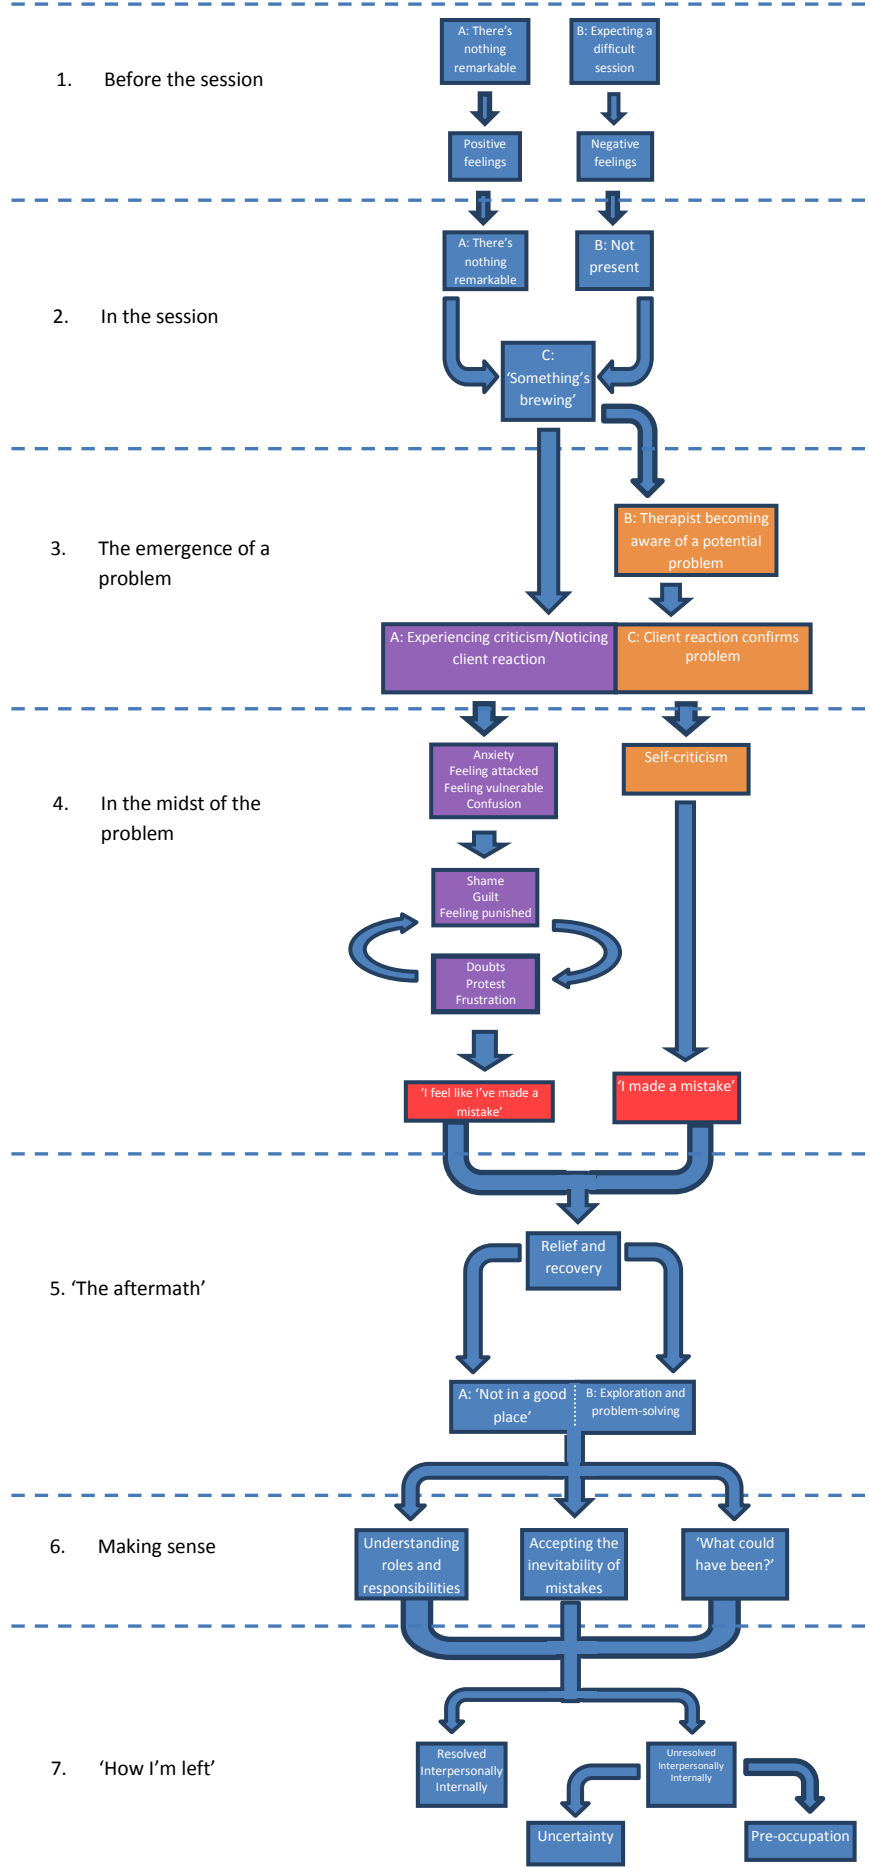 A: There's
nothing
remarkable
B: Expecting a
difficult
session
1. Before the session
Positive
feelings
Negative
feelings
A: There's
nothing
remarkable
B: Not
present
2. In the session
C:
‘Something’s
brewing’
3. The emergence of a
problem
B: Therapist becoming
aware of a potential
problem
A: Experiencing criticism/Noticing
client reaction
C: Client reaction confirms
problem
4. In the midst of the
problem
Anxiety
Feeling attacked
Feeling vulnerable
Confusion
Self-criticism
Shame
Guilt
Feeling punished
Doubts
Protest
Frustration
‘I feel like I’ve made a
mistake’
‘I made a mistake’
Relief and
recovery
5. ‘The aftermath’
A: ‘Not in a good
place’
B: Exploration and
problem-solving
6. Making sense
Understanding
roles and
responsibilities
Accepting the
inevitability of
mistakes
‘What could
have been?’
7. ‘How I’m left’
Resolved
Interpersonally
Internally
Unresolved
Interpersonally
Internally
Uncertainty
Pre-occupation